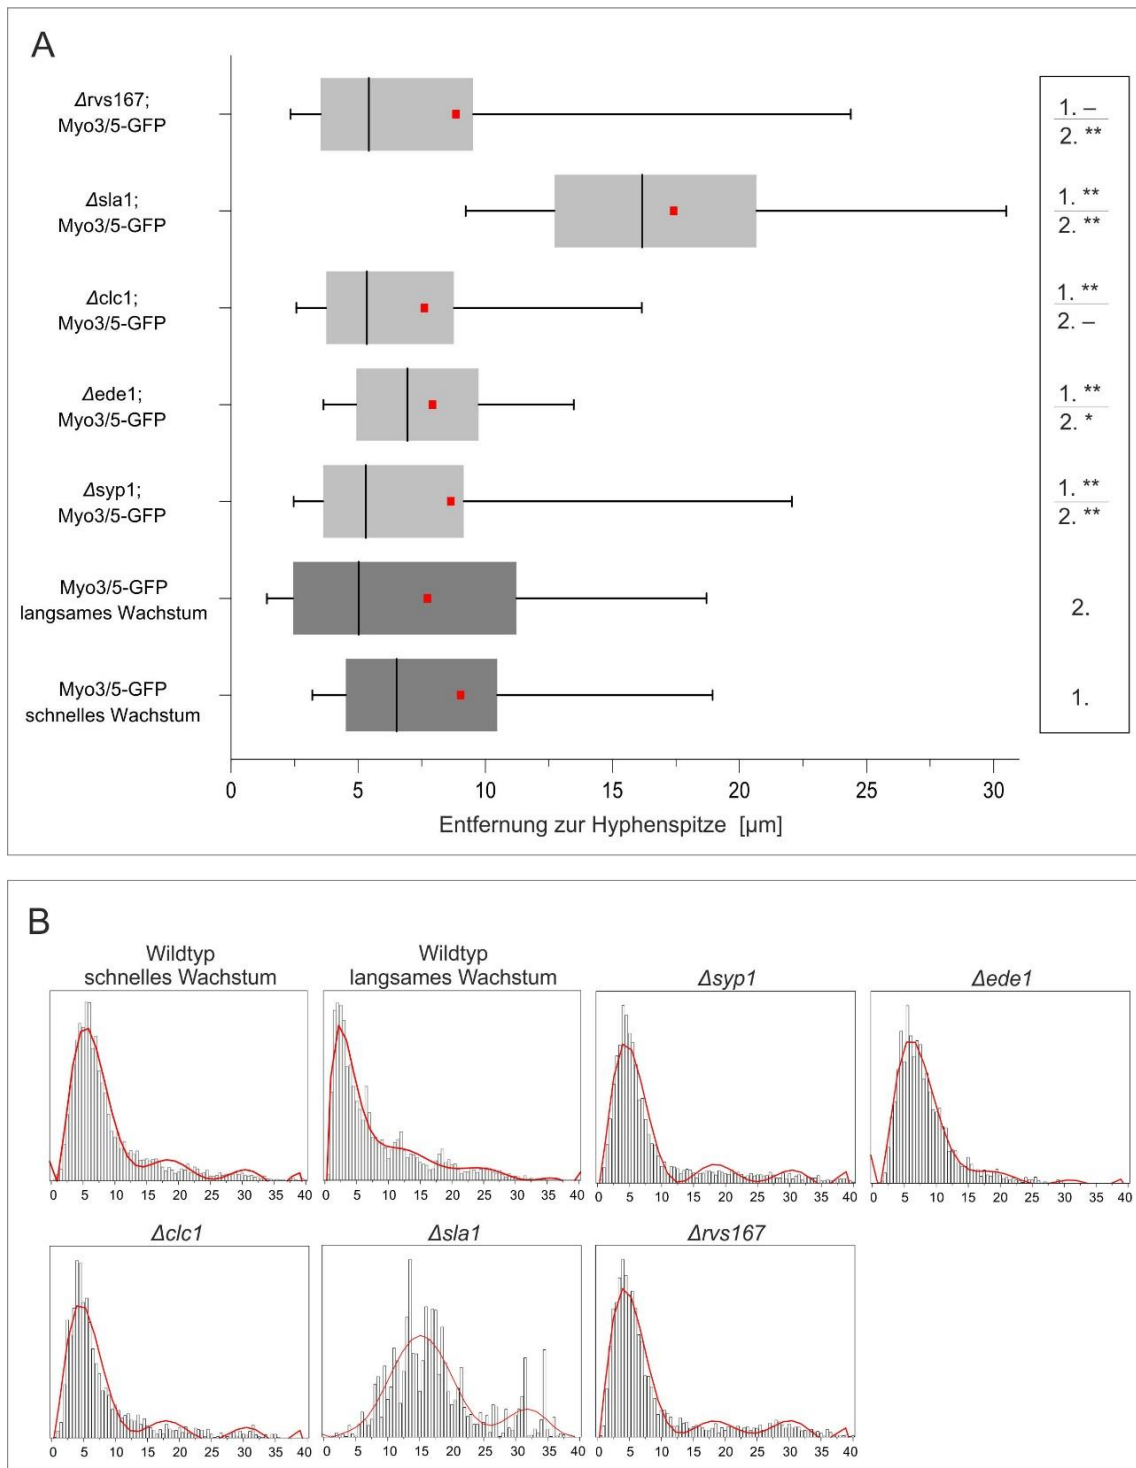 A
Δrvs167;
Myo3/5-GFP
1. –
2. **
Δsla1;
Myo3/5-GFP
1. **
2. **
Δclc1;
Myo3/5-GFP
1. **
2. –
Δede1;
Myo3/5-GFP
1. **
2. *
Δsyp1;
Myo3/5-GFP
1. **
2. **
Myo3/5-GFP
langsames Wachstum
2.
Myo3/5-GFP
schnelles Wachstum
1.
0 5 10 15 20 25 30
Entfernung zur Hyphenspitze [µm]
B
Wildtyp
schnelles Wachstum
Wildtyp
langsames Wachstum
Δsyp1
Δede1
0 5 10 15 20 25 30 35 40
0 5 10 15 20 25 30 35 40
0 5 10 15 20 25 30 35 40
0 5 10 15 20 25 30 35 40
Δclc1
Δsla1
Δrvs167
0 5 10 15 20 25 30 35 40
0 5 10 15 20 25 30 35 40
0 5 10 15 20 25 30 35 40